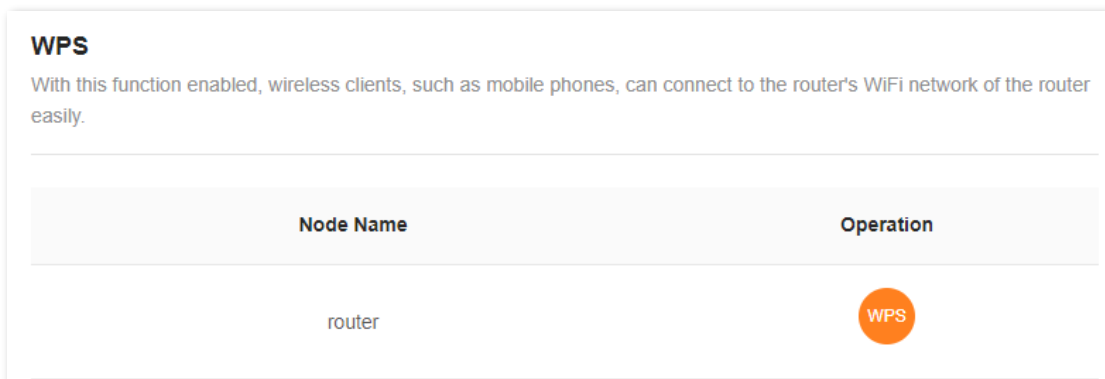 WPS
With this function enabled, wireless clients, such as mobile phones, can connect to the router's WiFi network of the router
easily.
Node Name Operation
router WPS